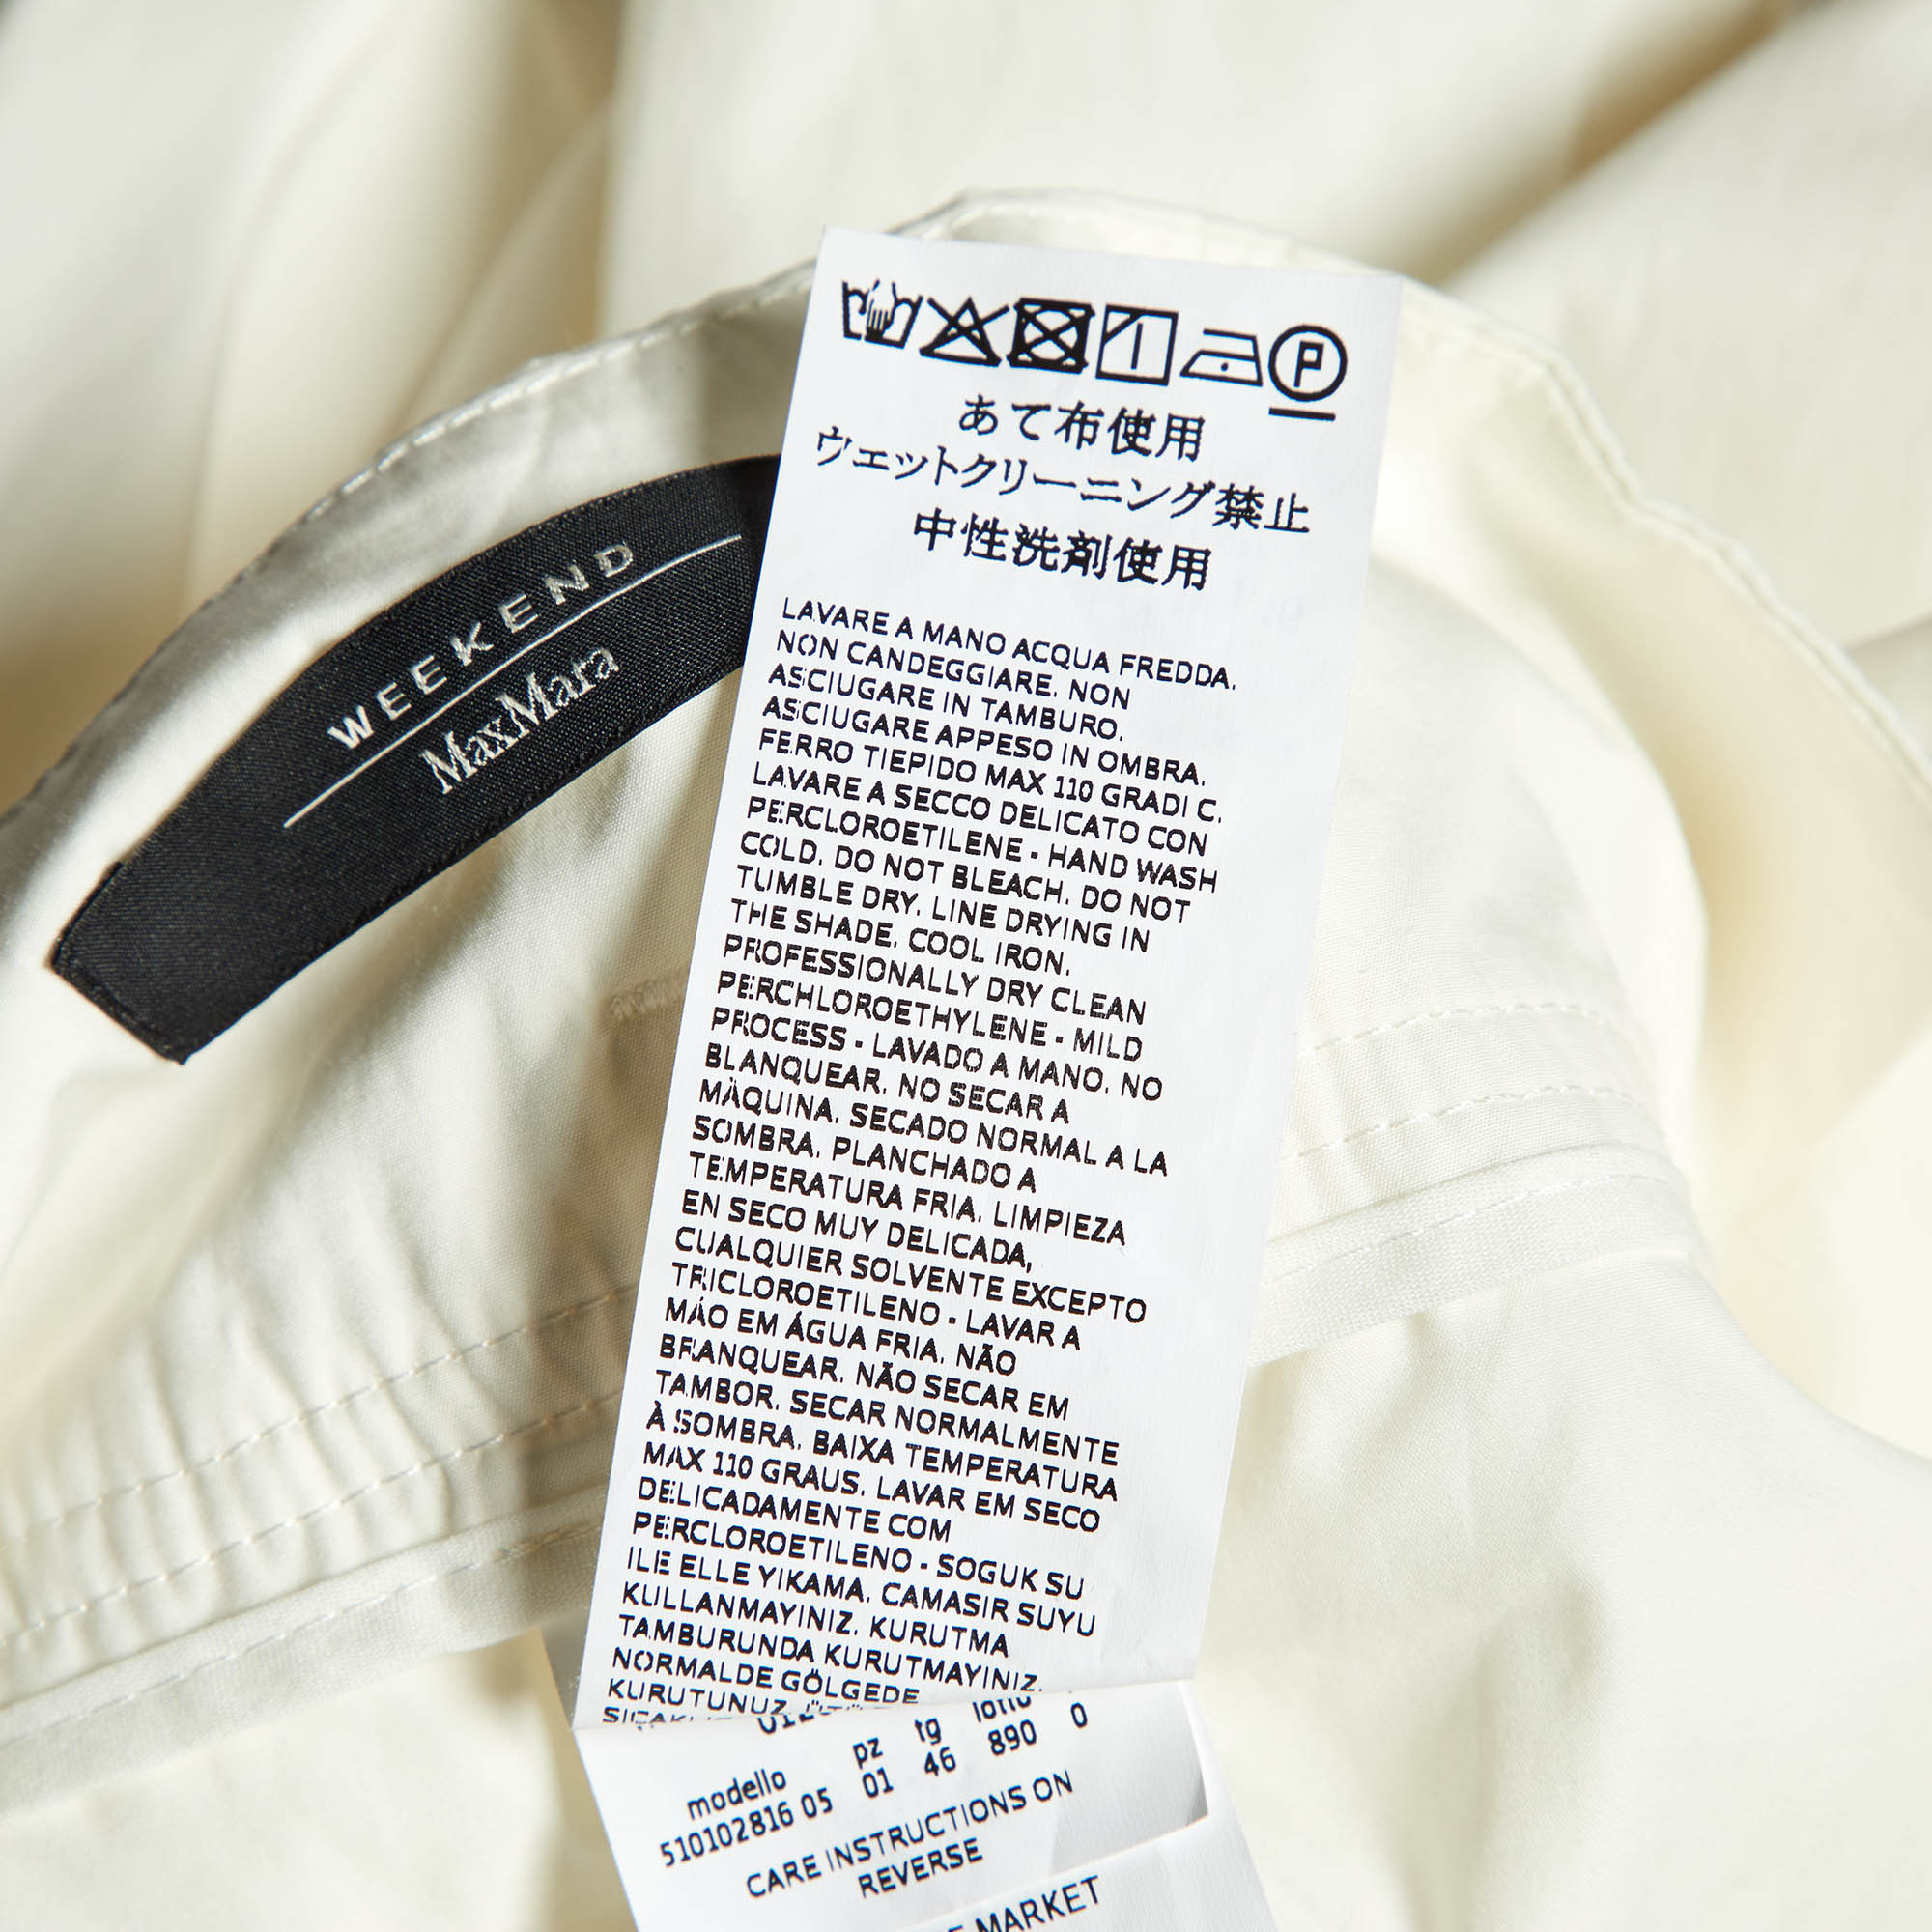 WEEKEND
MaxMara
P
あて布使用
ウェットクリーニング禁止
中性洗剤使用
LAVARE A MANO ACQUA FREDDA.
NON CANDEGGIARE. NON
ASCIUGARE IN TAMBURO.
ASCIUGARE APPESO IN OMBRA.
FERRO TIEPIDO MAX 110 GRADI C.
LAVARE A SECCO DELICATO CON
PERCLOROETILENE - HAND WASH
COLD. DO NOT BLEACH. DO NOT
TUMBLE DRY. LINE DRYING IN
THE SHADE. COOL IRON.
PROFESSIONALLY DRY CLEAN
PERCHLOROETHYLENE - MILD
PROCESS - LAVADO A MANO. NO
BLANQUEAR. NO SECAR A
MÁQUINA. SECADO NORMAL A LA
SOMBRA. PLANCHADO A
TEMPERATURA FRIA. LIMPIEZA
EN SECO MUY DELICADA,
CUALQUIER SOLVENTE EXCEPTO
TRICLOROETILENO - LAVAR A
MÃO EM ÁGUA FRIA. NÃO
BRANQUEAR. NÃO SECAR EM
TAMBOR. SECAR NORMALMENTE
À SOMBRA. BAIXA TEMPERATURA
MAX 110 GRAUS. LAVAR EM SECO
DELICADAMENTE COM
PERCLOROETILENO - SOGUK SU
ILE ELLE YIKAMA. CAMASIR SUYU
KULLANMAYINIZ. KURUTMA
TAMBURUNDA KURUTMAYINIZ.
NORMALDE GÖLGEDE
KURUTUNUZ.
modello pz tg lotto
510102816 05 01 46 890 0
CARE INSTRUCTIONS ON
REVERSE
MARKET